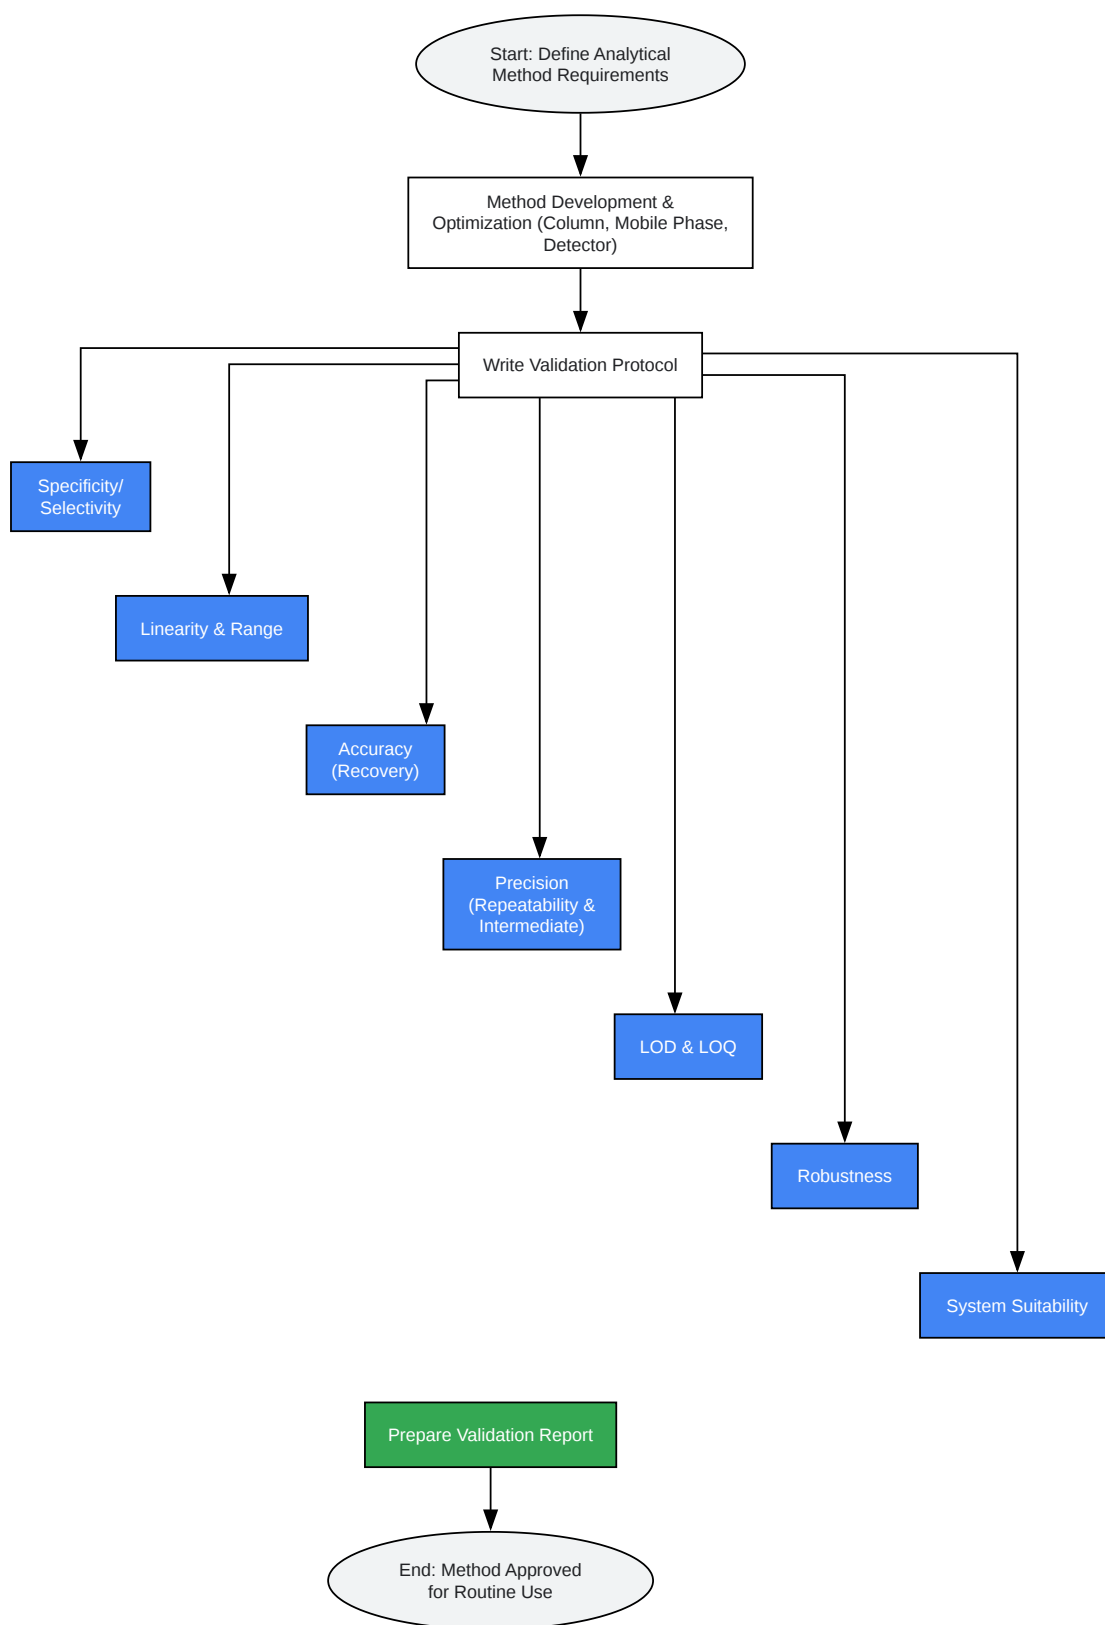 Start: Define Analytical
Method Requirements
Method Development &
Optimization (Column, Mobile Phase,
Detector)
Write Validation Protocol
Specificity/
Selectivity
Linearity & Range
Accuracy
(Recovery)
Precision
(Repeatability &
Intermediate)
LOD & LOQ
Robustness
System Suitability
Prepare Validation Report
End: Method Approved
for Routine Use